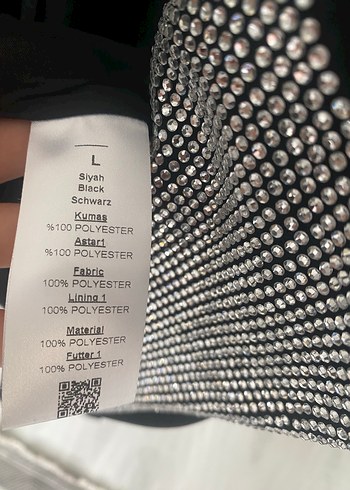 L
Siyah
Black
Schwarz
Kumaş
%100 POLYESTER
Astar1
%100 POLYESTER
Fabric
100% POLYESTER
Lining 1
100% POLYESTER
Material
100% POLYESTER
Futter 1
100% POLYESTER